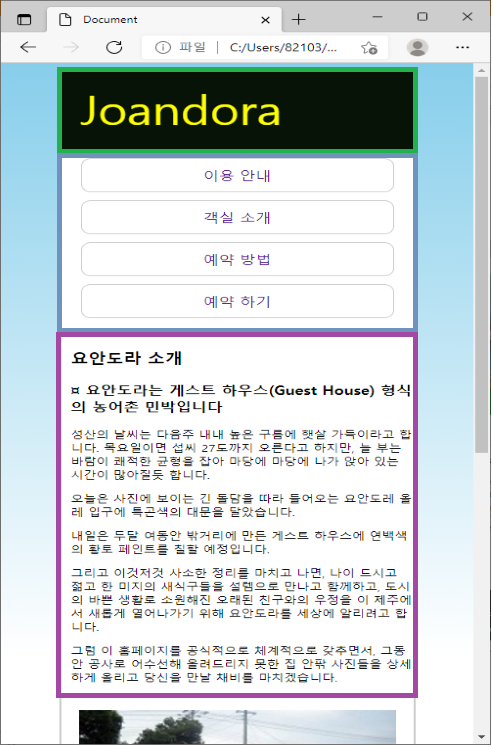 Document
파일
C:/Users/82103/...
Joandora
이용 안내
객실 소개
예약 방법
예약 하기
요안도라 소개
¤ 요안도라는 게스트 하우스(Guest House) 형식
의 농어촌 민박입니다
성산의 날씨는 다음주 내내 높은 구름에 햇살 가득이라고 합
니다. 목요일이면 섭씨 27도까지 오른다고 하지만, 늘 부는
바람이 쾌적한 균형을 잡아 마당에 마당에 나가 앉아 있는
시간이 많아질듯 합니다.
오늘은 사진에 보이는 긴 돌담을 따라 들어오는 요안도레 올
레 입구에 특곤색의 대문을 달았습니다.
내일은 두달 여동안 밖거리에 만든 게스트 하우스에 연백색
의 황토 페인트를 칠할 예정입니다.
그리고 이것저것 사소한 정리를 마치고 나면, 나이 드시고
젊고 한 미지의 새식구들을 설렘으로 만나고 함께하고, 도시
의 바쁜 생활로 소원해진 오래된 친구와의 우정을 이 제주에
서 새롭게 열어나가기 위해 요안도라를 세상에 알리려고 합
니다.
그럼 이 홈페이지를 공식적으로 체계적으로 갖추면서, 그동
안 공사로 어수선해 올려드리지 못한 집 안팎 사진들을 상세
하게 올리고 당신을 만날 채비를 마치겠습니다.